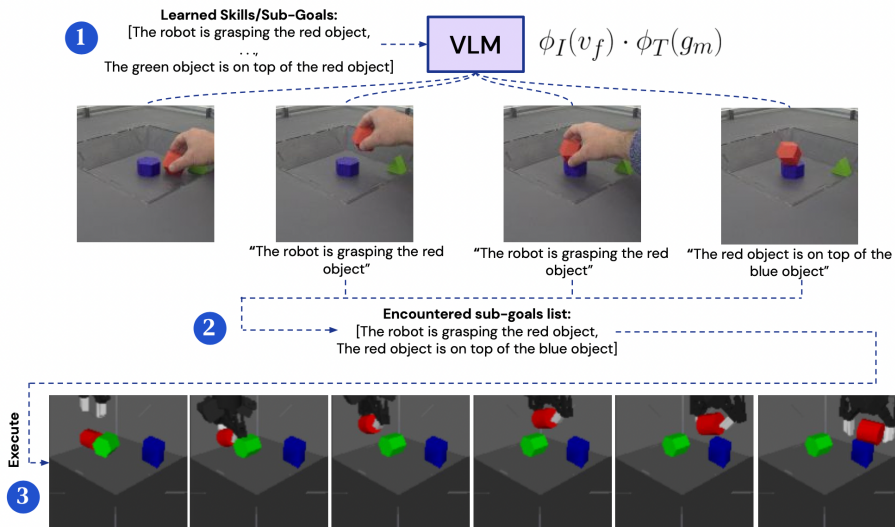 Learned Skills/Sub-Goals:
1
[The robot is grasping the red object,
...,
The green object is on top of the red object]
VLM
ϕ_I(v_f) · ϕ_T(g_m)
“The robot is grasping the red
object”
“The robot is grasping the red
object”
“The red object is on top of the
blue object”
2
Encountered sub-goals list:
[The robot is grasping the red object,
The red object is on top of the blue object]
Execute
3